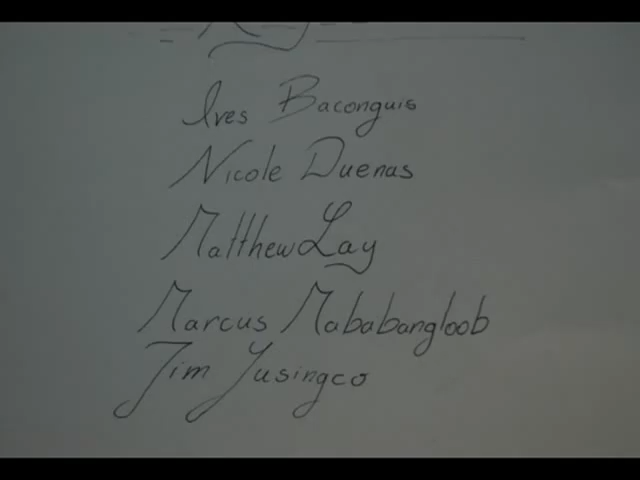 Ives Baconguis
Nicole Duenas
Matthew Lay
Marcus Mababangloob
Jim Yusingco